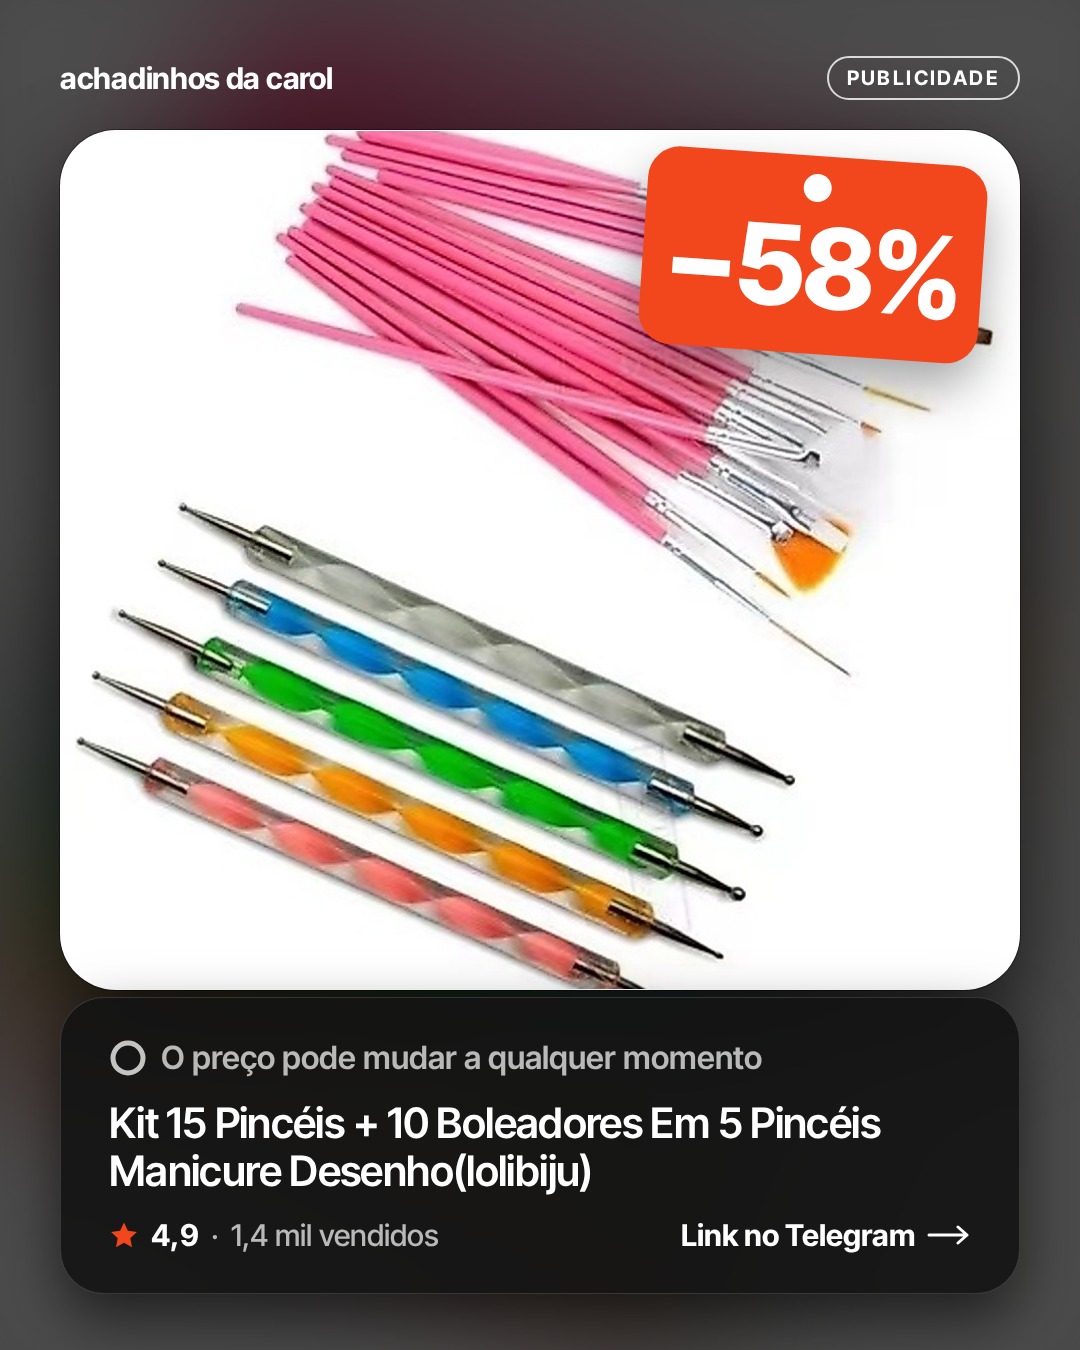 achadinhos da carol
PUBLICIDADE
-58%
O preço pode mudar a qualquer momento
Kit 15 Pincéis + 10 Boleadores Em 5 Pincéis
Manicure Desenho(lolibiju)
4,9 · 1,4 mil vendidos
Link no Telegram →